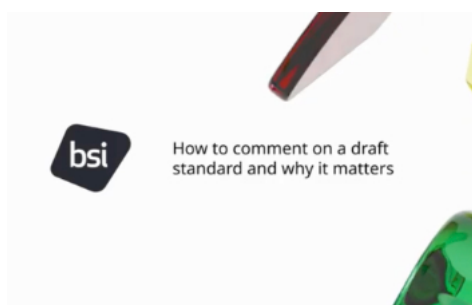 bsi
How to comment on a draft
standard and why it matters